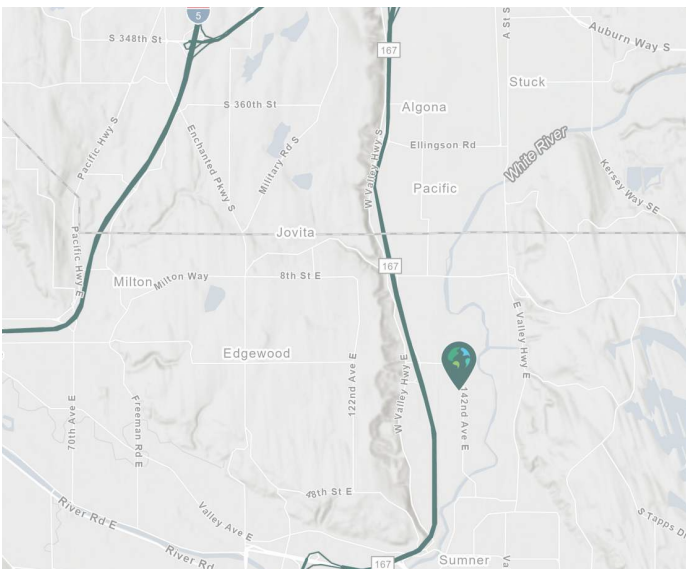 5
S 348th St
167
A St S
Auburn Way S
Stuck
Algona
S 360th St
Pacific Hwy S
Enchanted Pkwy S
Military Rd S
W Valley Hwy S
Ellingson Rd
White River
Kersey Way SE
Pacific
Jovita
Pacific Hwy E
Milton
Milton Way
8th St E
167
E Valley Hwy E
Edgewood
122nd Ave E
W Valley Hwy E
142nd Ave E
70th Ave E
Freeman Rd E
48th St E
Valley Ave E
River Rd E
River Rd
S Tapps D
167
Sumner
Va